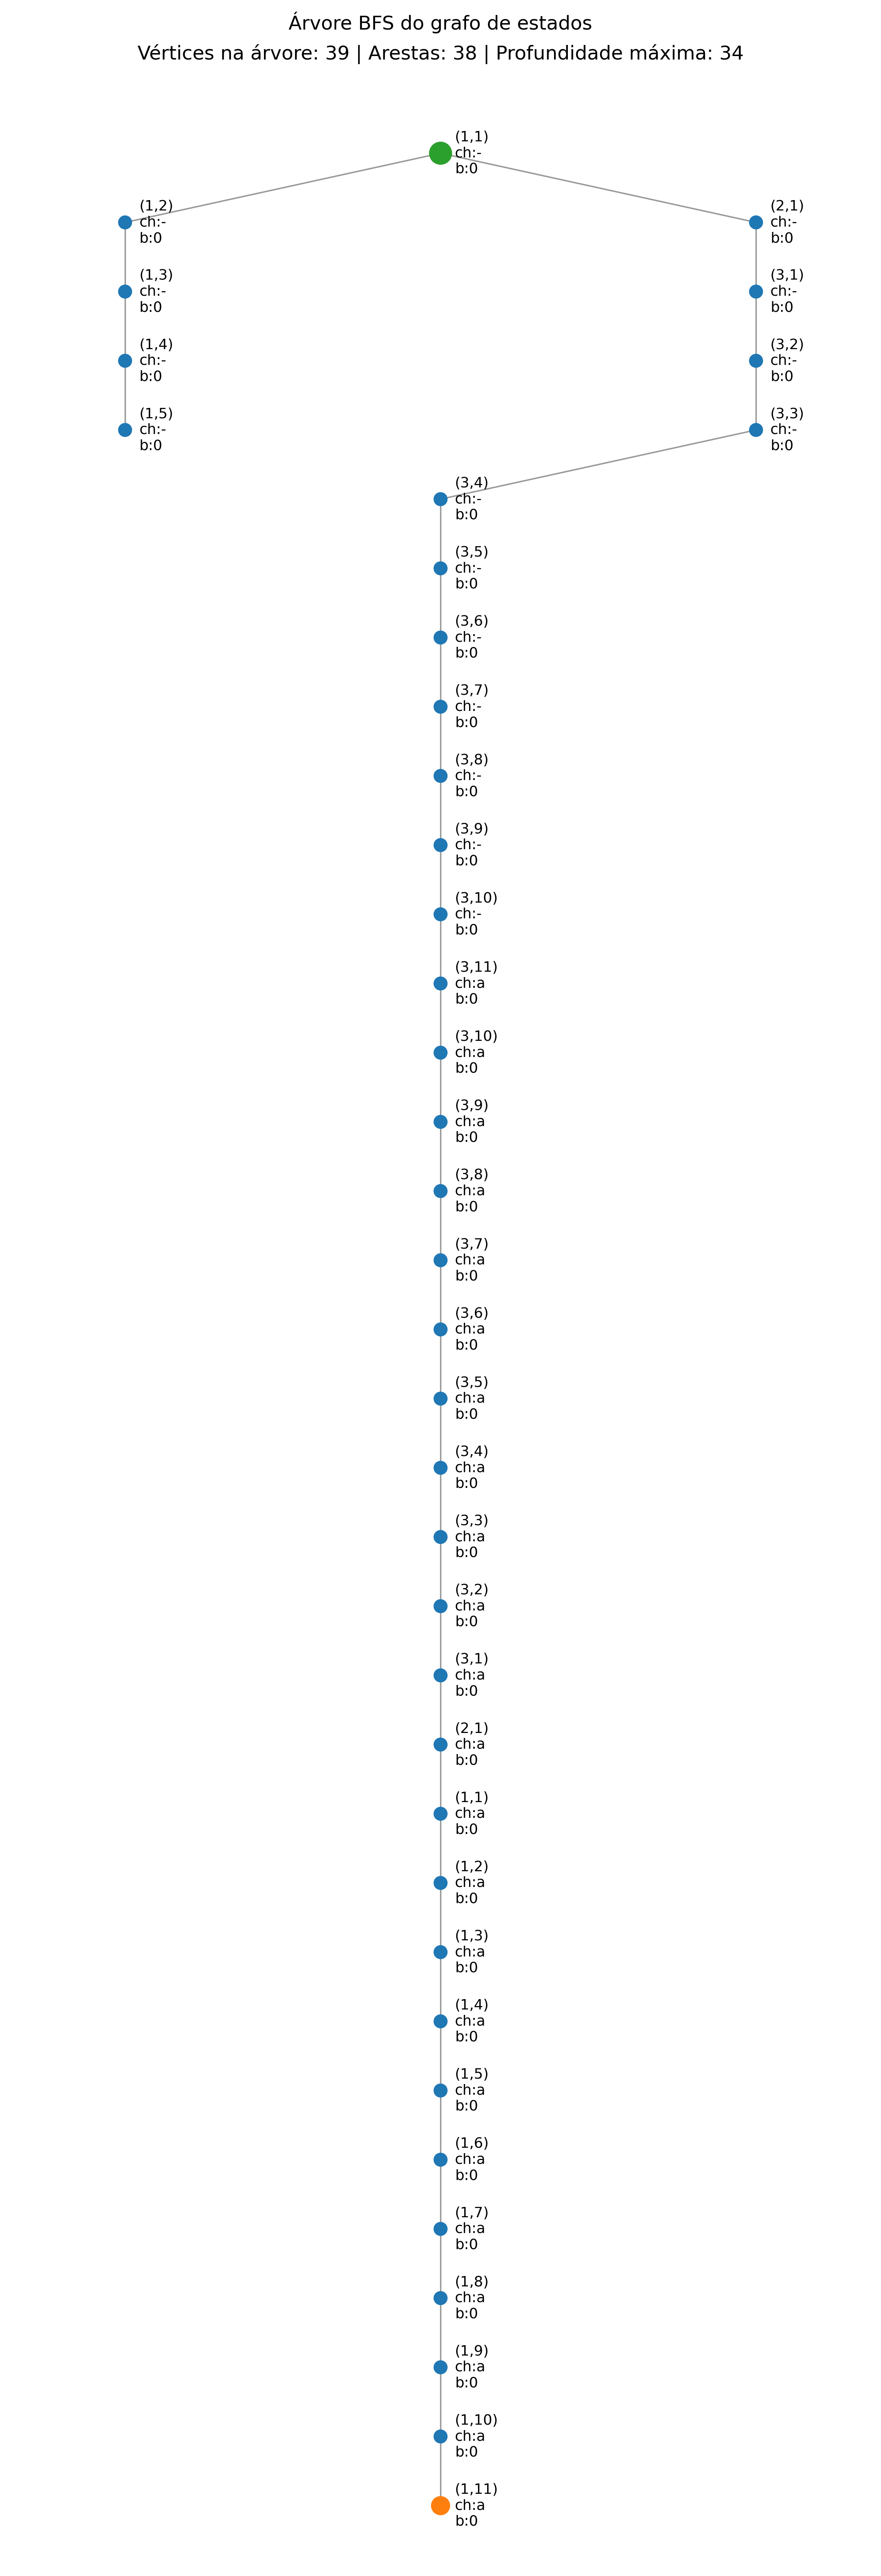 Árvore BFS do grafo de estados
Vértices na árvore: 39 | Arestas: 38 | Profundidade máxima: 34
(1,1)
ch:-
b:0
(1,2)
ch:-
b:0
(2,1)
ch:-
b:0
(1,3)
ch:-
b:0
(3,1)
ch:-
b:0
(1,4)
ch:-
b:0
(3,2)
ch:-
b:0
(1,5)
ch:-
b:0
(3,3)
ch:-
b:0
(3,4)
ch:-
b:0
(3,5)
ch:-
b:0
(3,6)
ch:-
b:0
(3,7)
ch:-
b:0
(3,8)
ch:-
b:0
(3,9)
ch:-
b:0
(3,10)
ch:-
b:0
(3,11)
ch:a
b:0
(3,10)
ch:a
b:0
(3,9)
ch:a
b:0
(3,8)
ch:a
b:0
(3,7)
ch:a
b:0
(3,6)
ch:a
b:0
(3,5)
ch:a
b:0
(3,4)
ch:a
b:0
(3,3)
ch:a
b:0
(3,2)
ch:a
b:0
(3,1)
ch:a
b:0
(2,1)
ch:a
b:0
(1,1)
ch:a
b:0
(1,2)
ch:a
b:0
(1,3)
ch:a
b:0
(1,4)
ch:a
b:0
(1,5)
ch:a
b:0
(1,6)
ch:a
b:0
(1,7)
ch:a
b:0
(1,8)
ch:a
b:0
(1,9)
ch:a
b:0
(1,10)
ch:a
b:0
(1,11)
ch:a
b:0